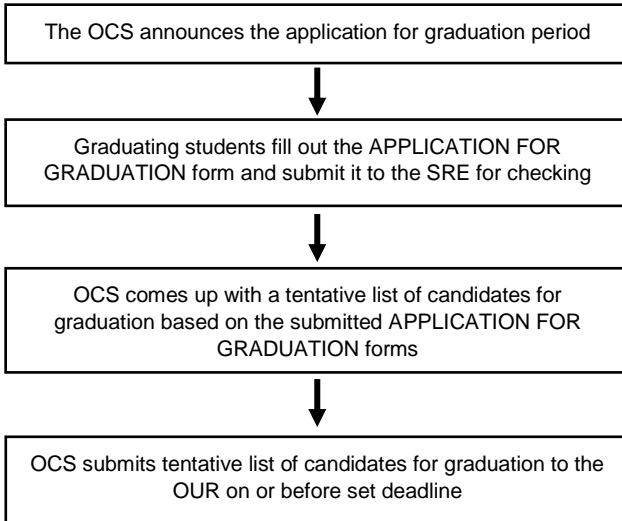 The OCS announces the application for graduation period
Graduating students fill out the APPLICATION FOR
GRADUATION form and submit it to the SRE for checking
OCS comes up with a tentative list of candidates for
graduation based on the submitted APPLICATION FOR
GRADUATION forms
OCS submits tentative list of candidates for graduation to the
OUR on or before set deadline